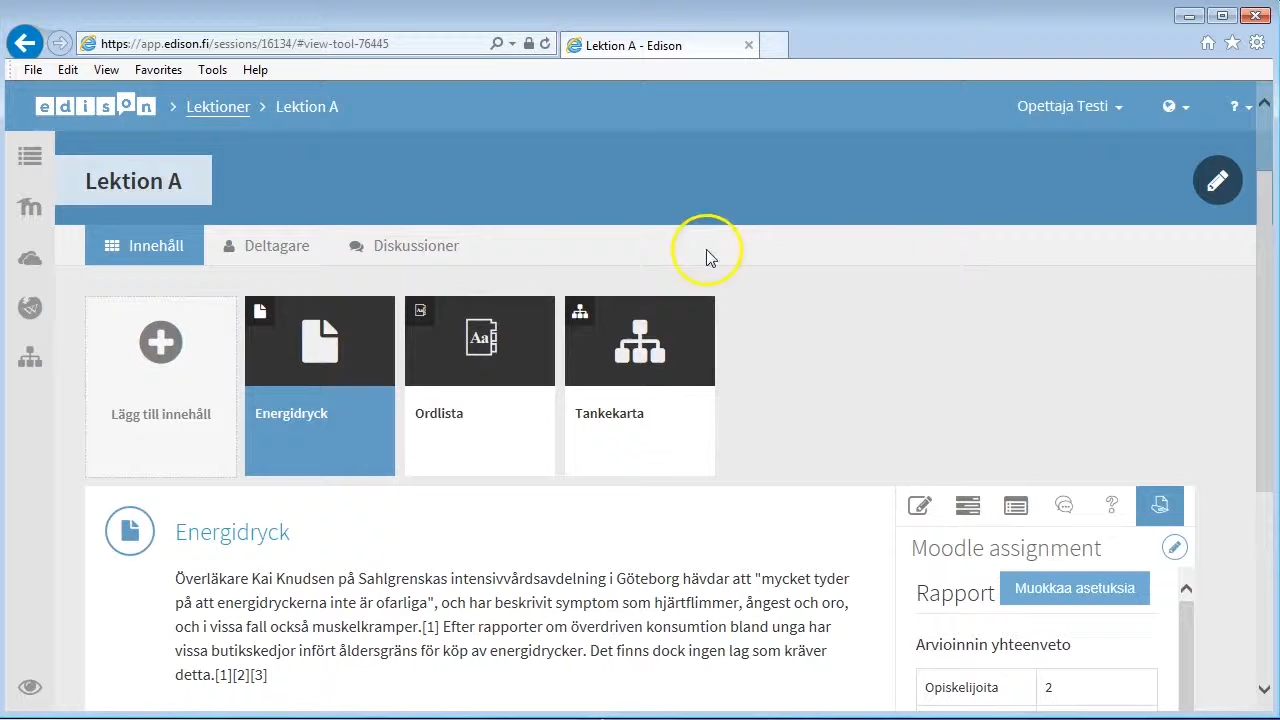 https://app.edison.fi/sessions/16134/#view-tool-76445
Lektion A - Edison
File Edit View Favorites Tools Help
edison > Lektioner > Lektion A
Opettaja Testi
?
Lektion A
m
Innehåll
Deltagare
Diskussioner
Aa
Lägg till innehåll
Energidryck
Ordlista
Tankekarta
Energidryck
Överläkare Kai Knudsen på Sahlgrenskas intensivvårdsavdelning i Göteborg hävdar att "mycket tyder
på att energidryckerna inte är ofarliga", och har beskrivit symptom som hjärtflimmer, ångest och oro,
och i vissa fall också muskelkramper.[1] Efter rapporter om överdriven konsumtion bland unga har
vissa butikskedjor infört åldersgräns för köp av energidrycker. Det finns dock ingen lag som kräver
detta.[1][2][3]
?
Moodle assignment
Rapport
Muokkaa asetuksia
Arvioinnin yhteenveto
Opiskelijoita 2